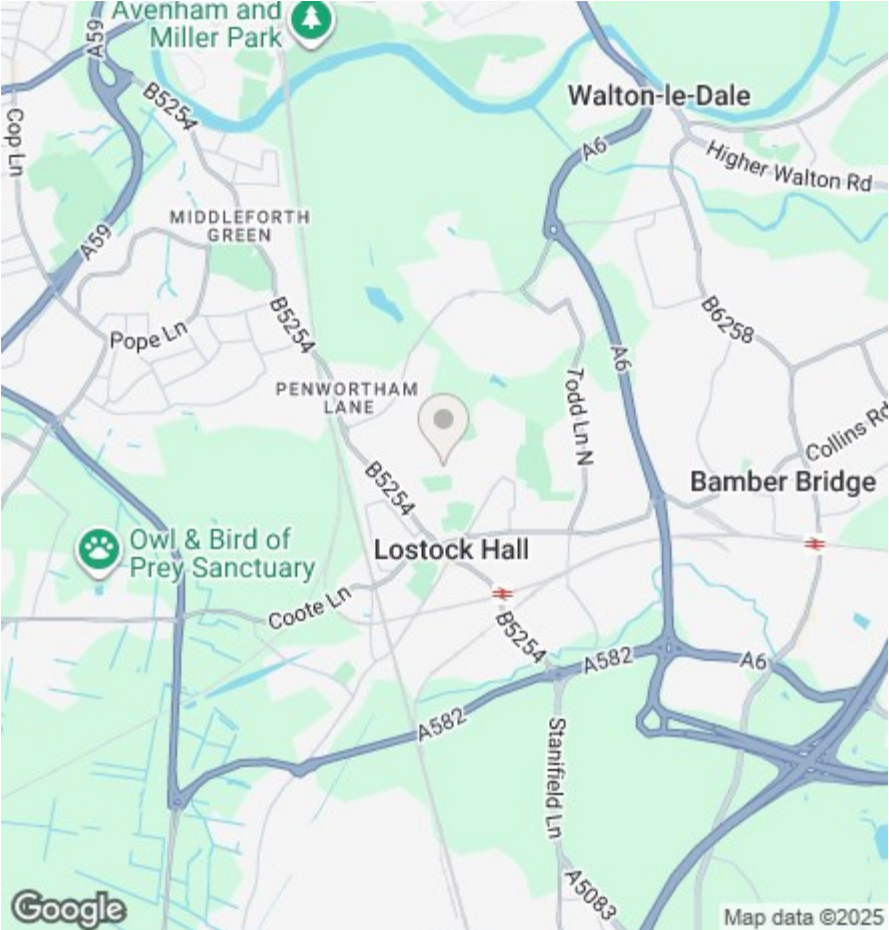 Avenham and
Miller Park
A59
B5254
Walton-le-Dale
Cop Ln
A6
Higher Walton Rd
MIDDLEFORTH
GREEN
A59
B5254
B6258
Pope Ln
A6
PENWORTHAM
LANE
Todd Ln N
Collins Rd
B5254
Bamber Bridge
Owl & Bird of
Prey Sanctuary
Lostock Hall
Coote Ln
B5254
A582
A6
A582
Stanifield Ln
A5083
Google
Map data ©2025